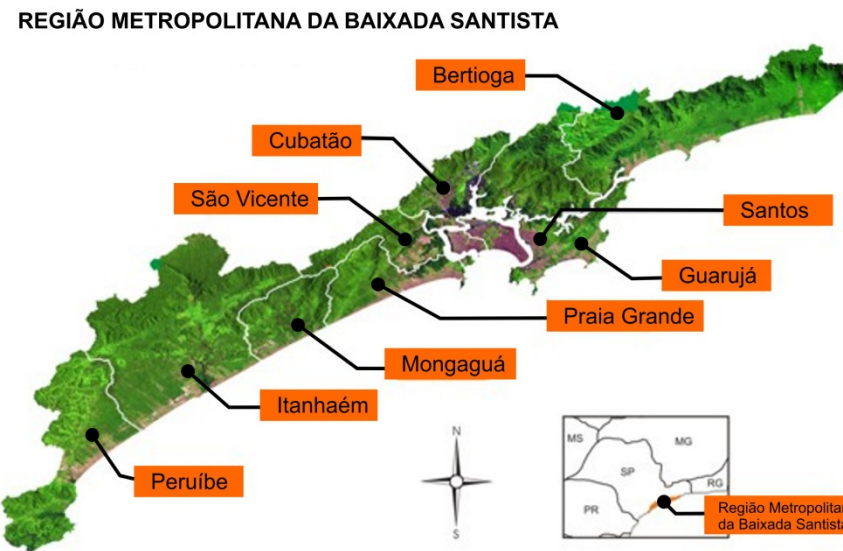 REGIÃO METROPOLITANA DA BAIXADA SANTISTA
Bertioga
Cubatão
São Vicente
Santos
Guarujá
Praia Grande
Mongaguá
Itanhaém
Peruíbe
N
S
MS
MG
SP
RG
PR
Região Metropolitan
da Baixada Santista